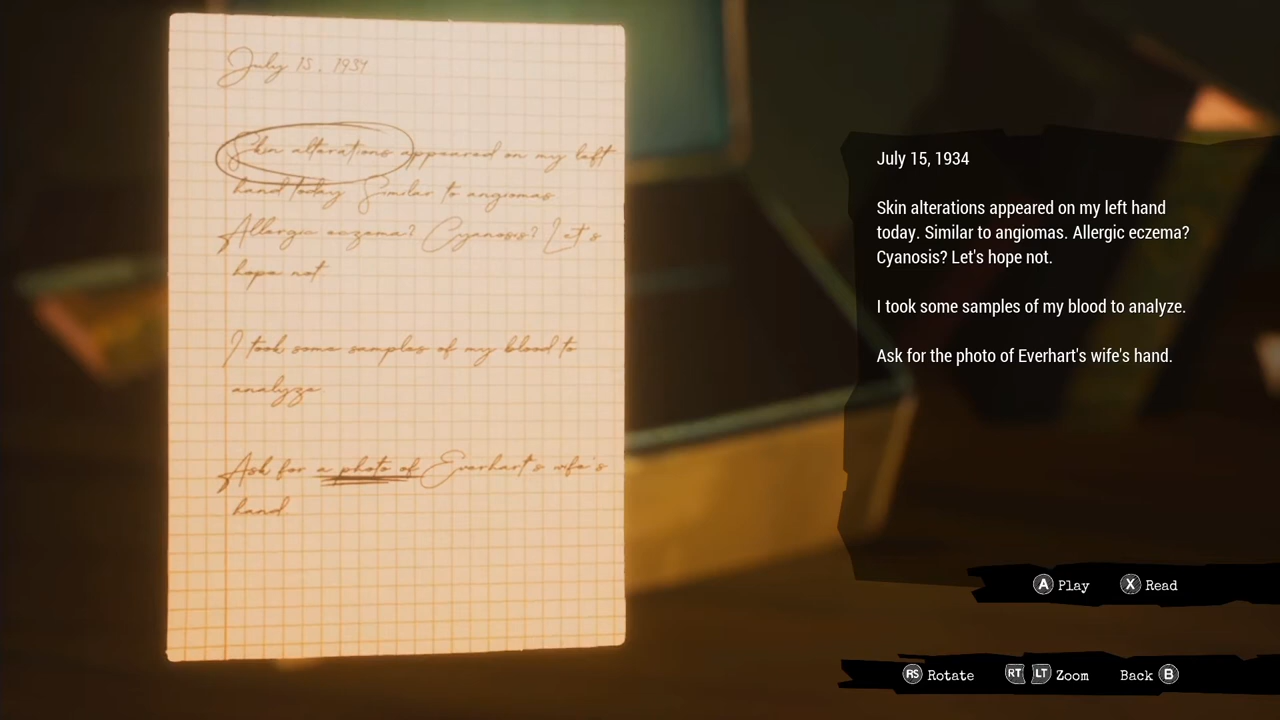 July 15, 1934
Skin alterations appeared on my left
hand today Similar to angiomas
Allergic eczema? Cyanosis? Let's
hope not
I took some samples of my blood to
analyze
Ask for a photo of Everhart's wife's
hand
July 15, 1934
Skin alterations appeared on my left hand
today. Similar to angiomas. Allergic eczema?
Cyanosis? Let's hope not.
I took some samples of my blood to analyze.
Ask for the photo of Everhart's wife's hand.
A Play X Read
RS Rotate RT LT Zoom Back B